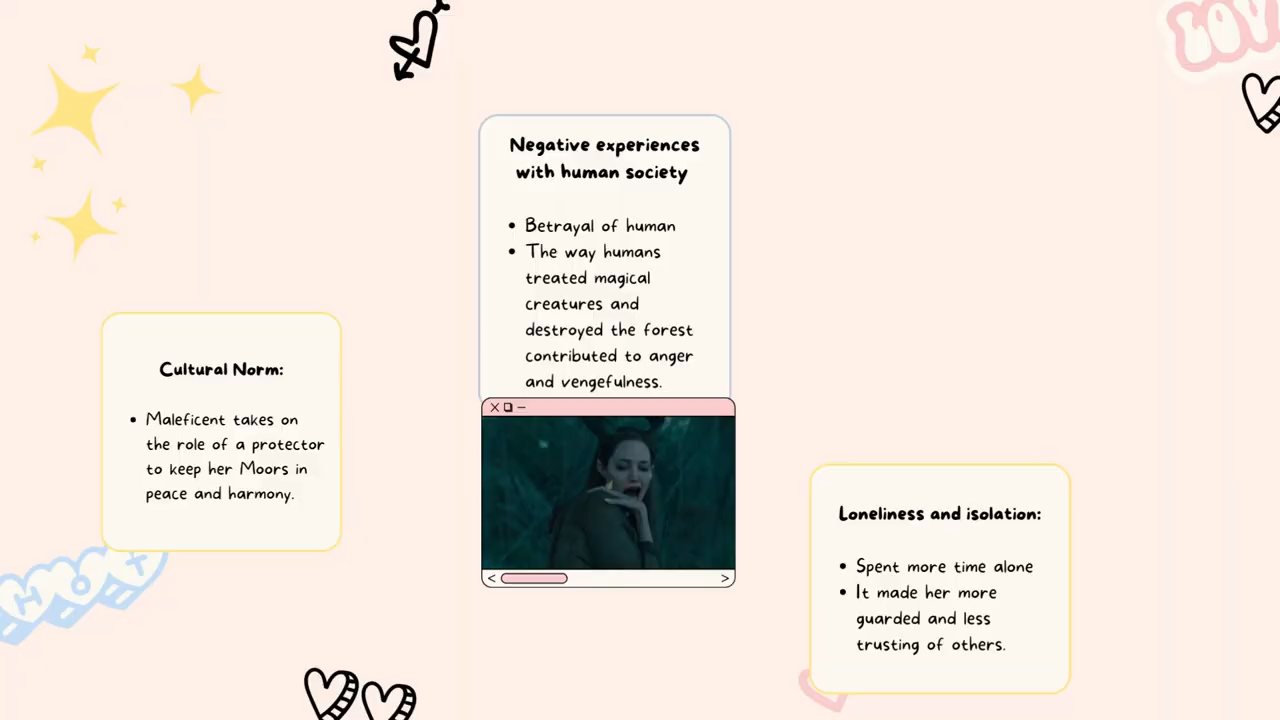 LOV
Negative experiences
with human society
• Betrayal of human
• The way humans
treated magical
creatures and
destroyed the forest
contributed to anger
and vengefulness.
Cultural Norm:
• Maleficent takes on
the role of a protector
to keep her Moors in
peace and harmony.
Loneliness and isolation:
• Spent more time alone
• It made her more
guarded and less
trusting of others.